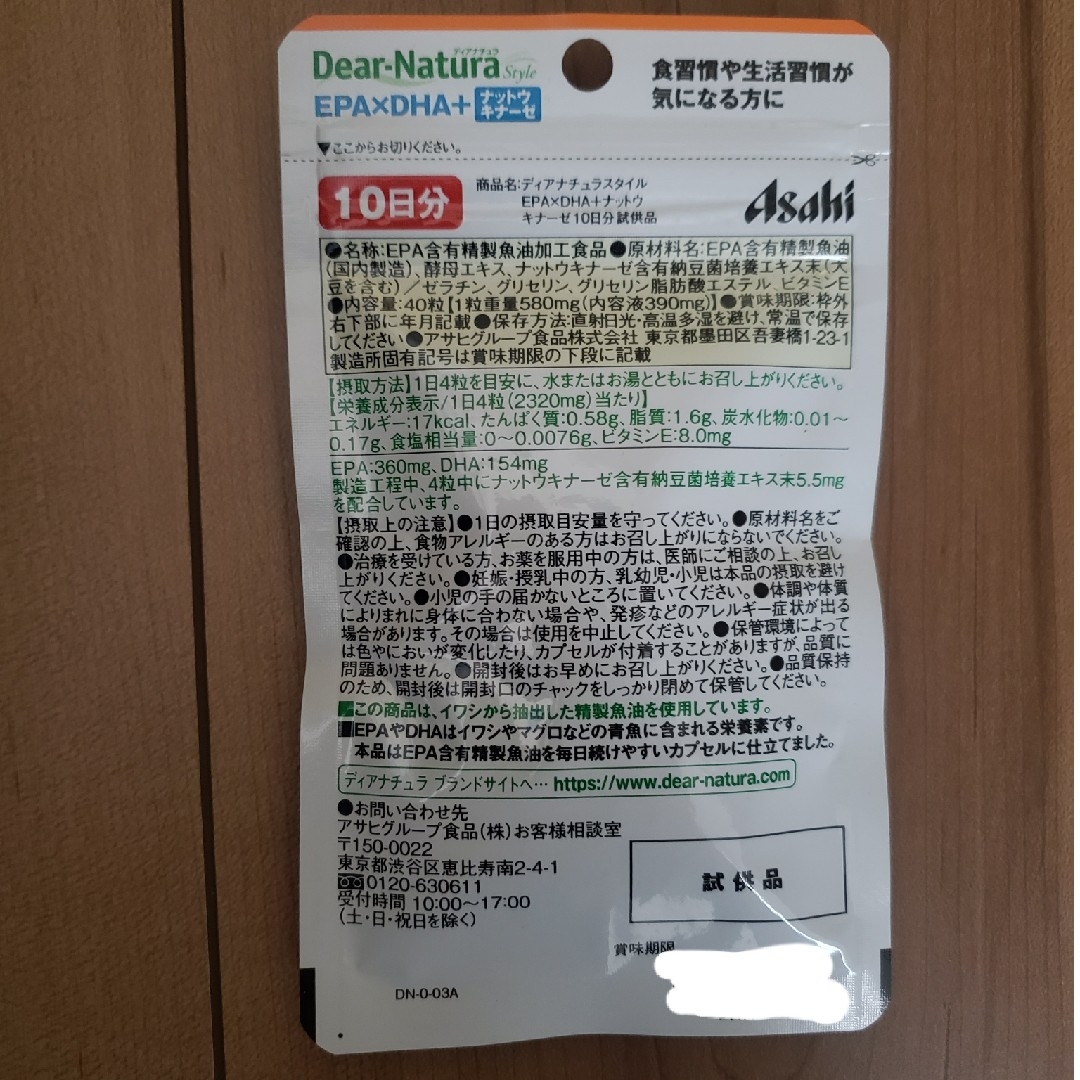 ディアナチュラ
Dear-Natura Style
EPA×DHA+ナットウキナーゼ
食習慣や生活習慣が
気になる方に
▼ここからお切りください。
10日分
商品名:ディアナチュラスタイル
EPA×DHA+ナットウ
キナーゼ10日分試供品
Asahi
●名称:EPA含有精製魚油加工食品●原材料名:EPA含有精製魚油
(国内製造)、酵母エキス、ナットウキナーゼ含有納豆菌培養エキス末(大
豆を含む)/ゼラチン、グリセリン、グリセリン脂肪酸エステル、ビタミンE
●内容量:40粒【1粒重量580mg(内容液390mg)】●賞味期限:枠外
右下部に年月記載●保存方法:直射日光・高温多湿を避け、常温で保存
してください●アサヒグループ食品株式会社 東京都墨田区吾妻橋1-23-1
製造所固有記号は賞味期限の下段に記載
【摂取方法】1日4粒を目安に、水またはお湯とともにお召し上がりください。
【栄養成分表示/1日4粒(2320mg)当たり】
エネルギー:17kcal、たんぱく質:0.58g、脂質:1.6g、炭水化物:0.01〜
0.17g、食塩相当量:0〜0.0076g、ビタミンE:8.0mg
EPA:360mg、DHA:154mg
製造工程中、4粒中にナットウキナーゼ含有納豆菌培養エキス末5.5mg
を配合しています。
【摂取上の注意】●1日の摂取目安量を守ってください。●原材料名をご
確認の上、食物アレルギーのある方はお召し上がりにならないでください。
●治療を受けている方、お薬を服用中の方は、医師にご相談の上、お召し
上がりください。●妊娠・授乳中の方、乳幼児・小児は本品の摂取を避け
てください。●小児の手の届かないところに置いてください。●体調や体質
によりまれに身体に合わない場合や、発疹などのアレルギー症状が出る
場合があります。その場合は使用を中止してください。●保管環境によって
は色やにおいが変化したり、カプセルが付着することがありますが、品質に
問題ありません。●開封後はお早めにお召し上がりください。●品質保持
のため、開封後は開封口のチャックをしっかり閉めて保管してください。
■この商品は、イワシから抽出した精製魚油を使用しています。
■EPAやDHAはイワシやマグロなどの青魚に含まれる栄養素です。
本品はEPA含有精製魚油を毎日続けやすいカプセルに仕立てました。
ディアナチュラ ブランドサイトへ… https://www.dear-natura.com
●お問い合わせ先
アサヒグループ食品(株)お客様相談室
〒150-0022
東京都渋谷区恵比寿南2-4-1
0120-630611
受付時間 10:00〜17:00
(土・日・祝日を除く)
試供品
賞味期限
DN-0-03A